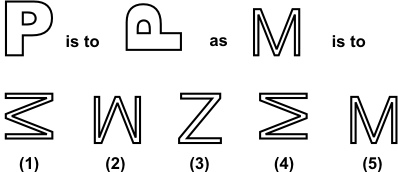 P is to P as M is to
M M Z M M
(1) (2) (3) (4) (5)